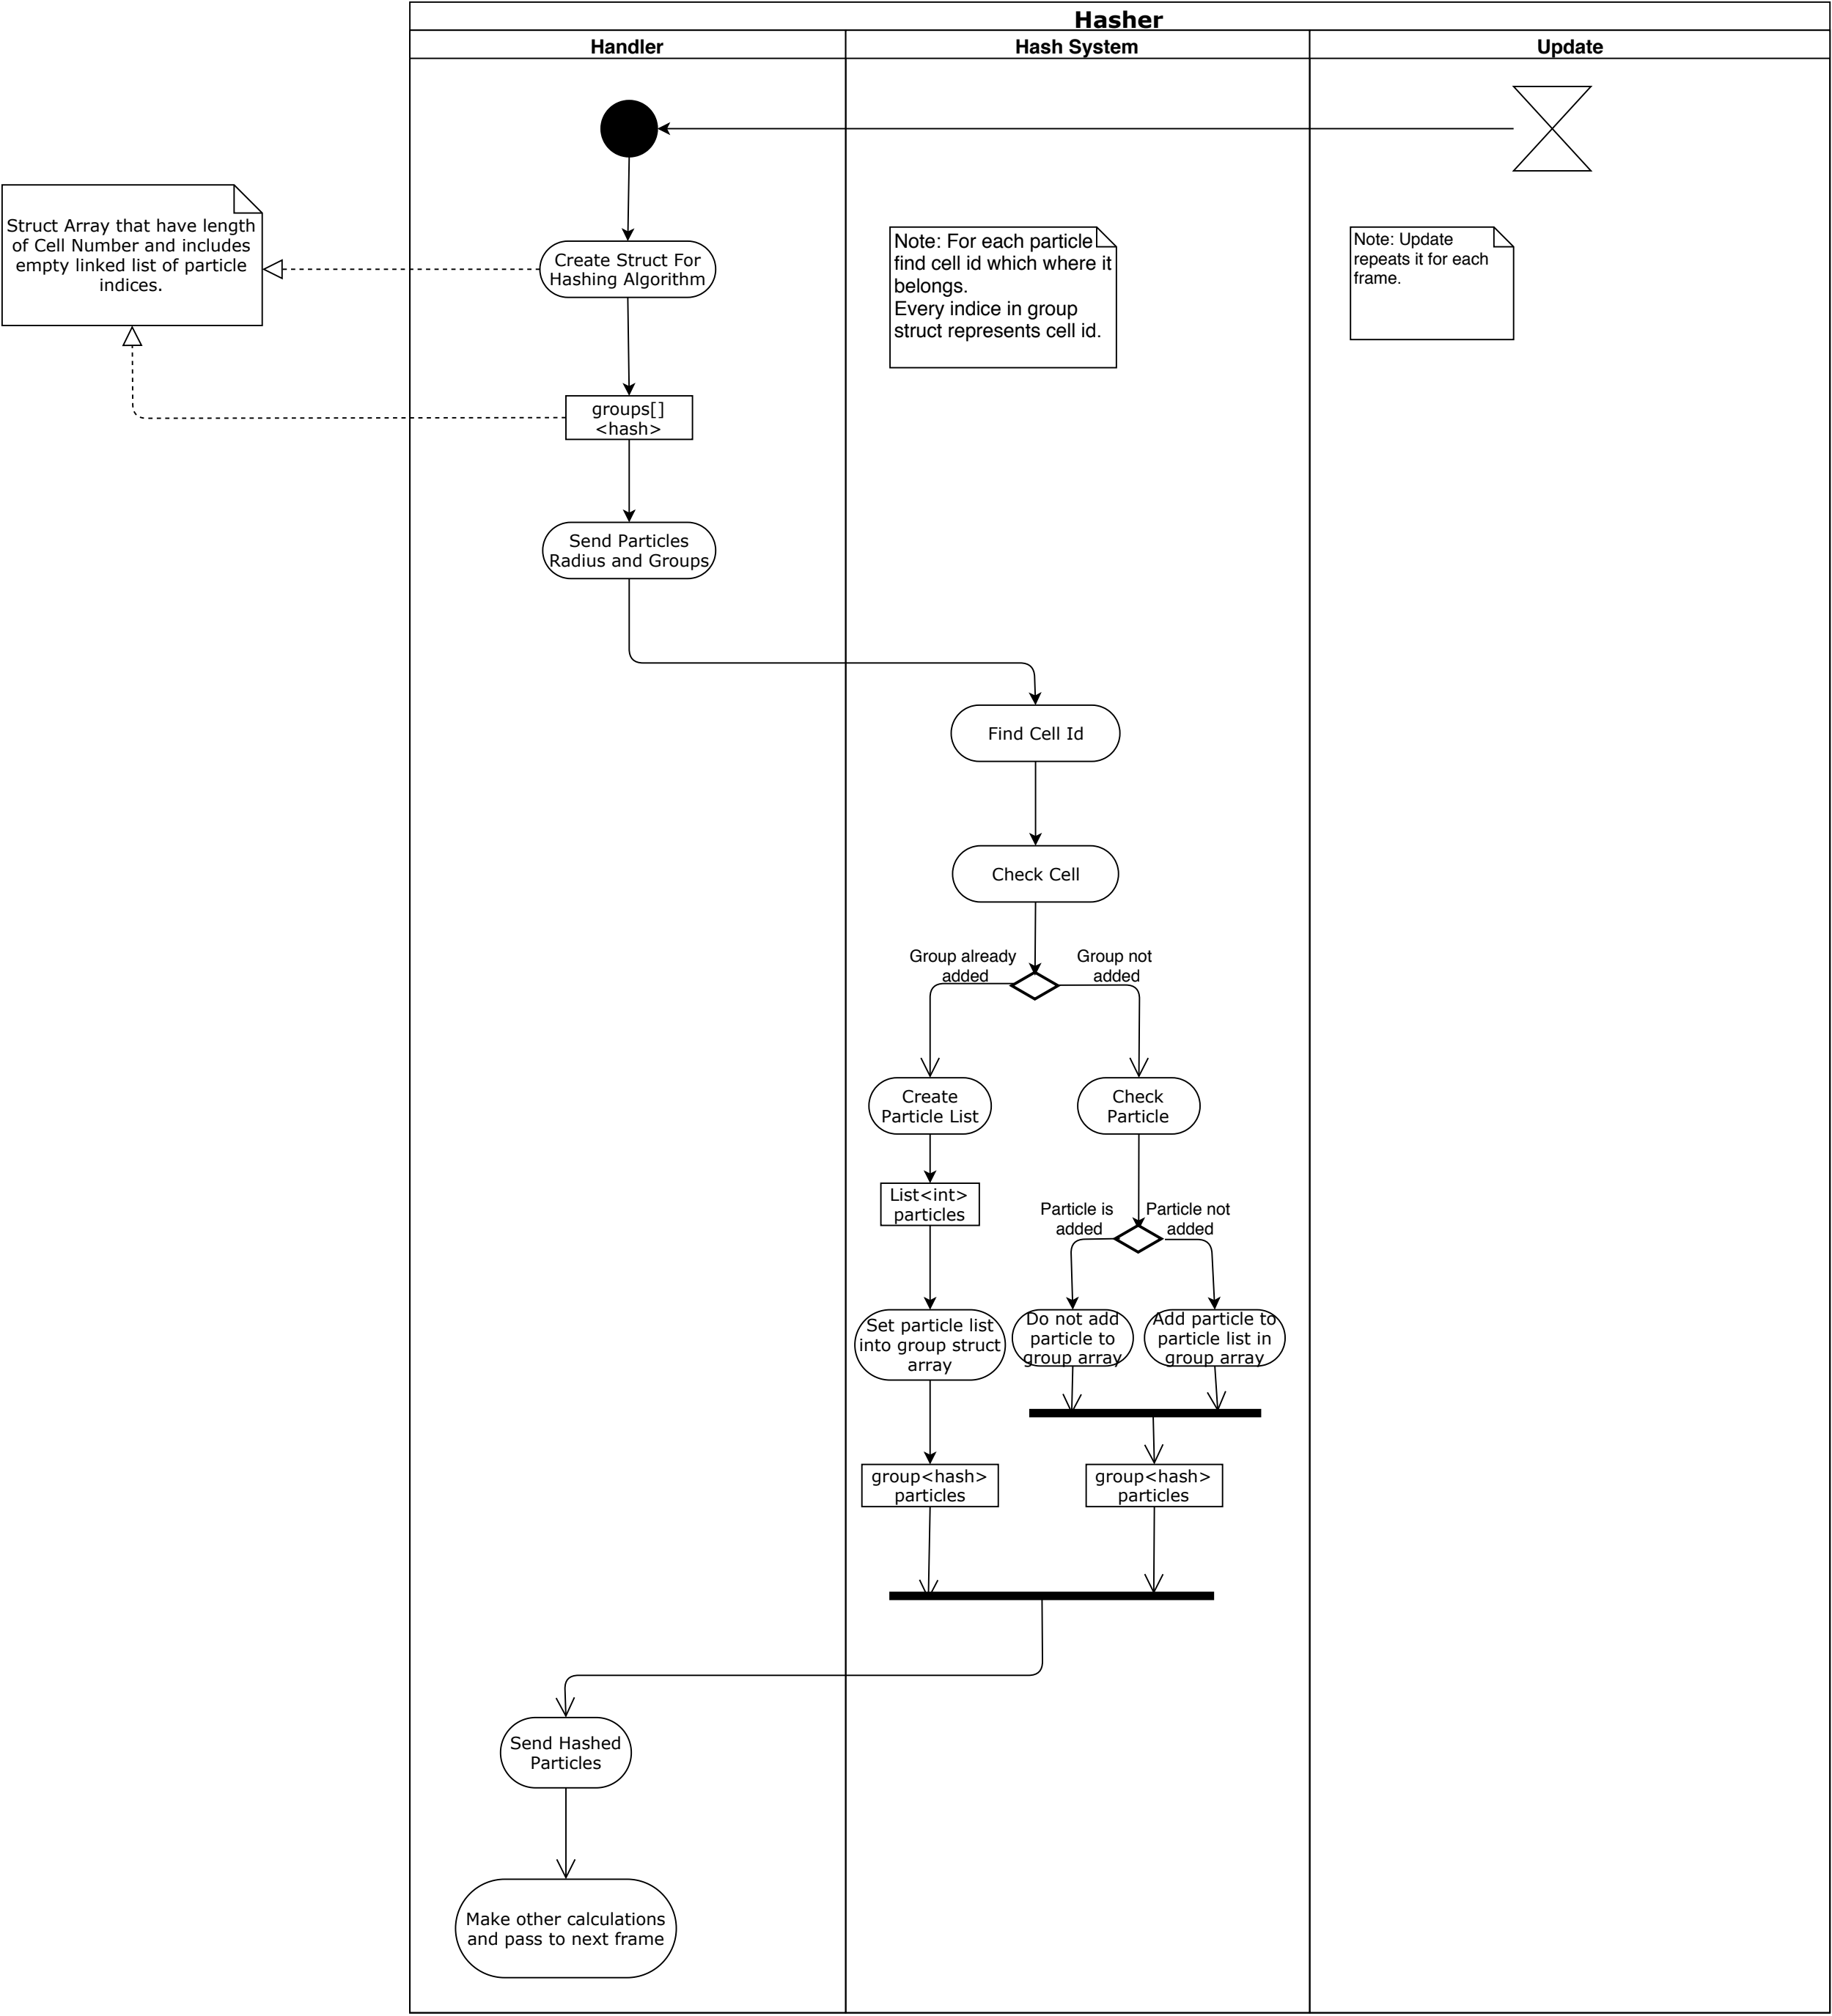 Hasher
Handler
Hash System
Update
Struct Array that have length
of Cell Number and includes
empty linked list of particle
indices.
Create Struct For
Hashing Algorithm
Note: For each particle
find cell id which where it
belongs.
Every indice in group
struct represents cell id.
Note: Update
repeats it for each
frame.
groups[]
<hash>
Send Particles
Radius and Groups
Find Cell Id
Check Cell
Group already
added
Group not
added
Create
Particle List
Check
Particle
List<int>
particles
Particle is
added
Particle not
added
Set particle list
into group struct
array
Do not add
particle to
group array
Add particle to
particle list in
group array
group<hash>
particles
group<hash>
particles
Send Hashed
Particles
Make other calculations
and pass to next frame